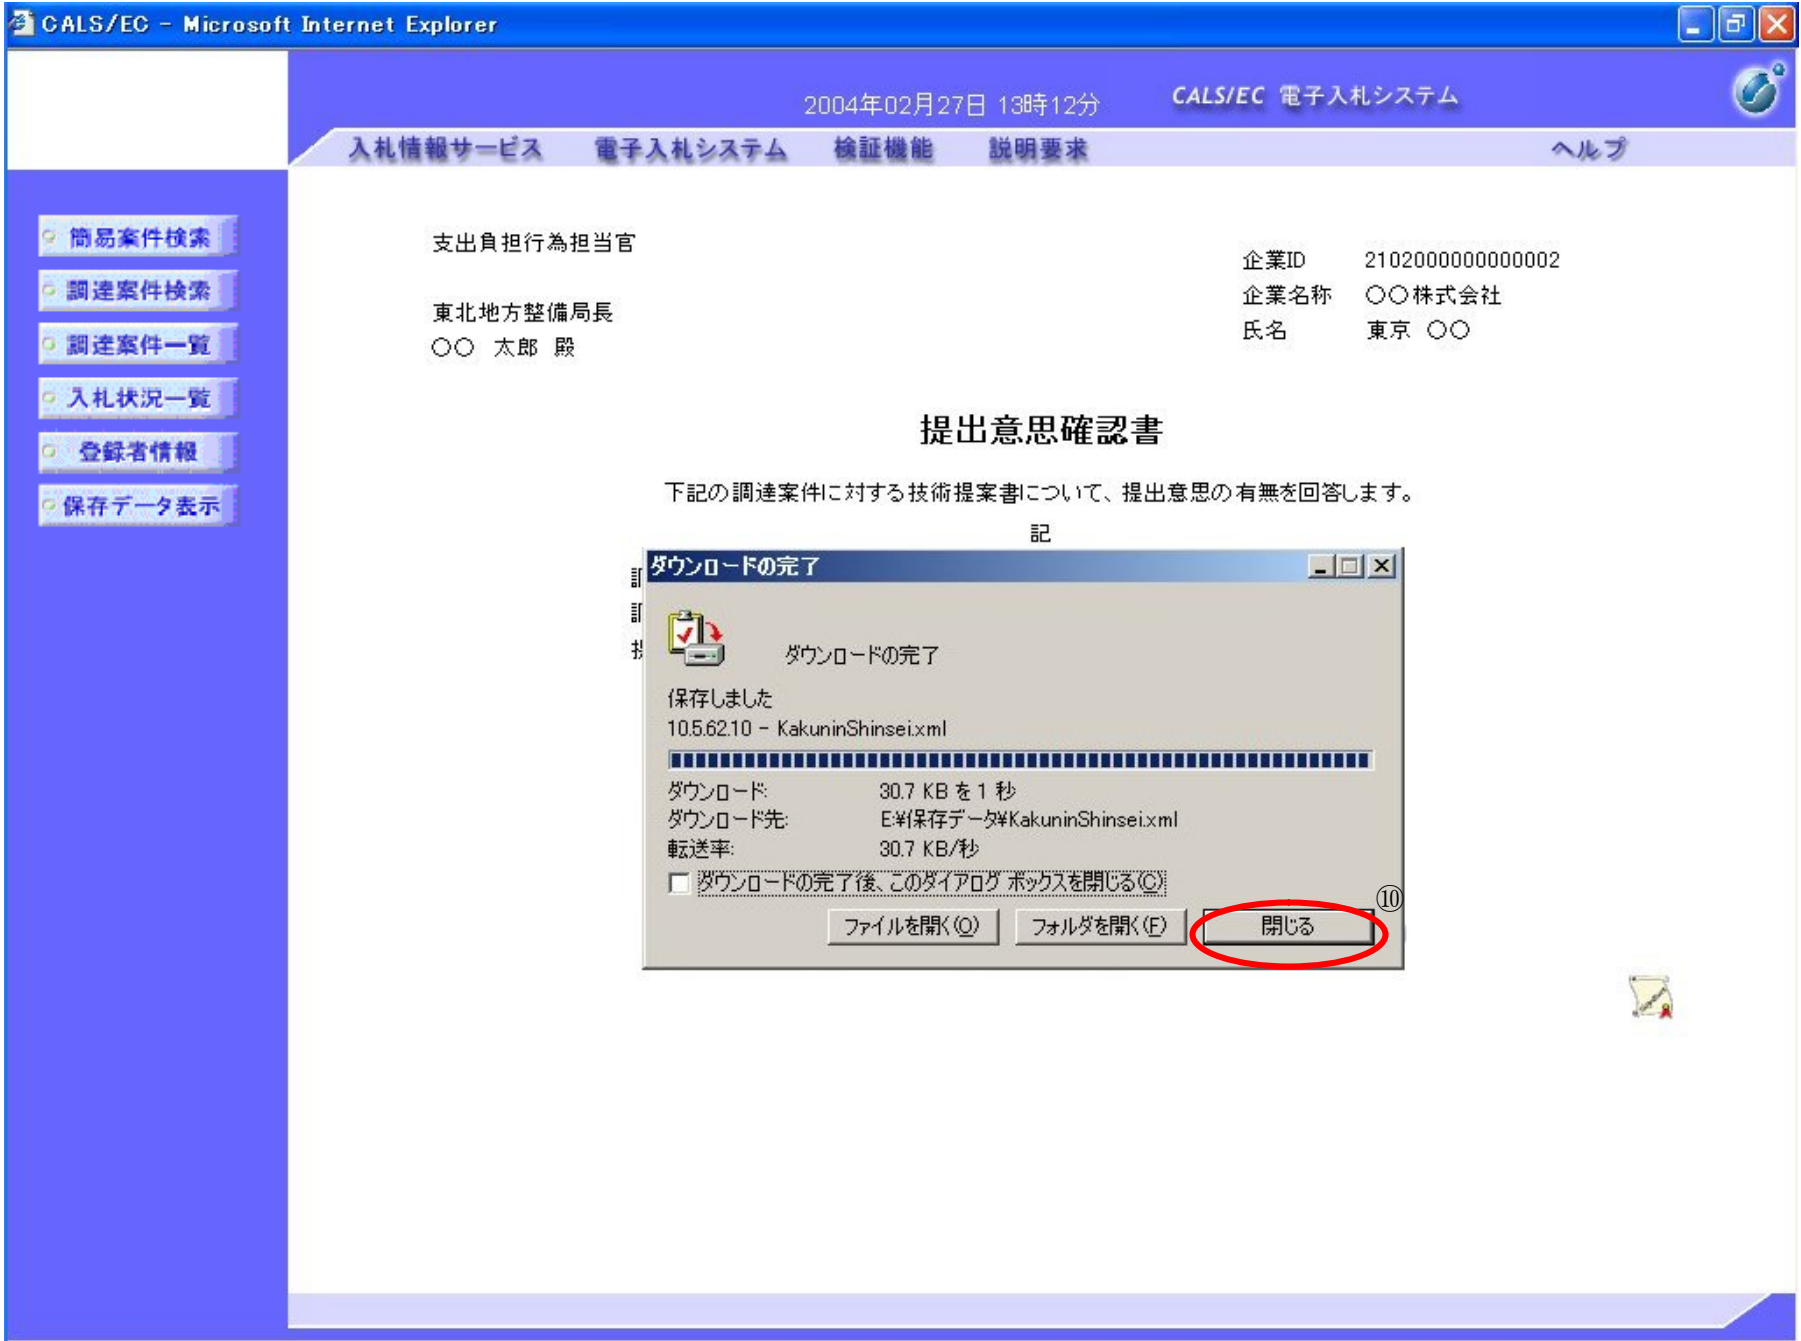 CALS/EC - Microsoft Internet Explorer
2004年02月27日 13時12分
CALS/EC 電子入札システム
入札情報サービス 電子入札システム 検証機能 説明要求 ヘルプ
簡易案件検索
調達案件検索
調達案件一覧
入札状況一覧
登録者情報
保存データ表示
支出負担行為担当官
東北地方整備局長
〇〇 太郎 殿
企業ID 2102000000000002
企業名称 〇〇株式会社
氏名 東京 〇〇
提出意思確認書
下記の調達案件に対する技術提案書について、提出意思の有無を回答します。
記
ダウンロードの完了
ダウンロードの完了
保存しました
10.5.62.10 - KakuninShinsei.xml
ダウンロード: 30.7 KB を 1 秒
ダウンロード先: E:¥保存データ¥KakuninShinsei.xml
転送率: 30.7 KB/秒
ダウンロードの完了後、このダイアログ ボックスを閉じる(C)
⑩
ファイルを開く(O) フォルダを開く(F) 閉じる